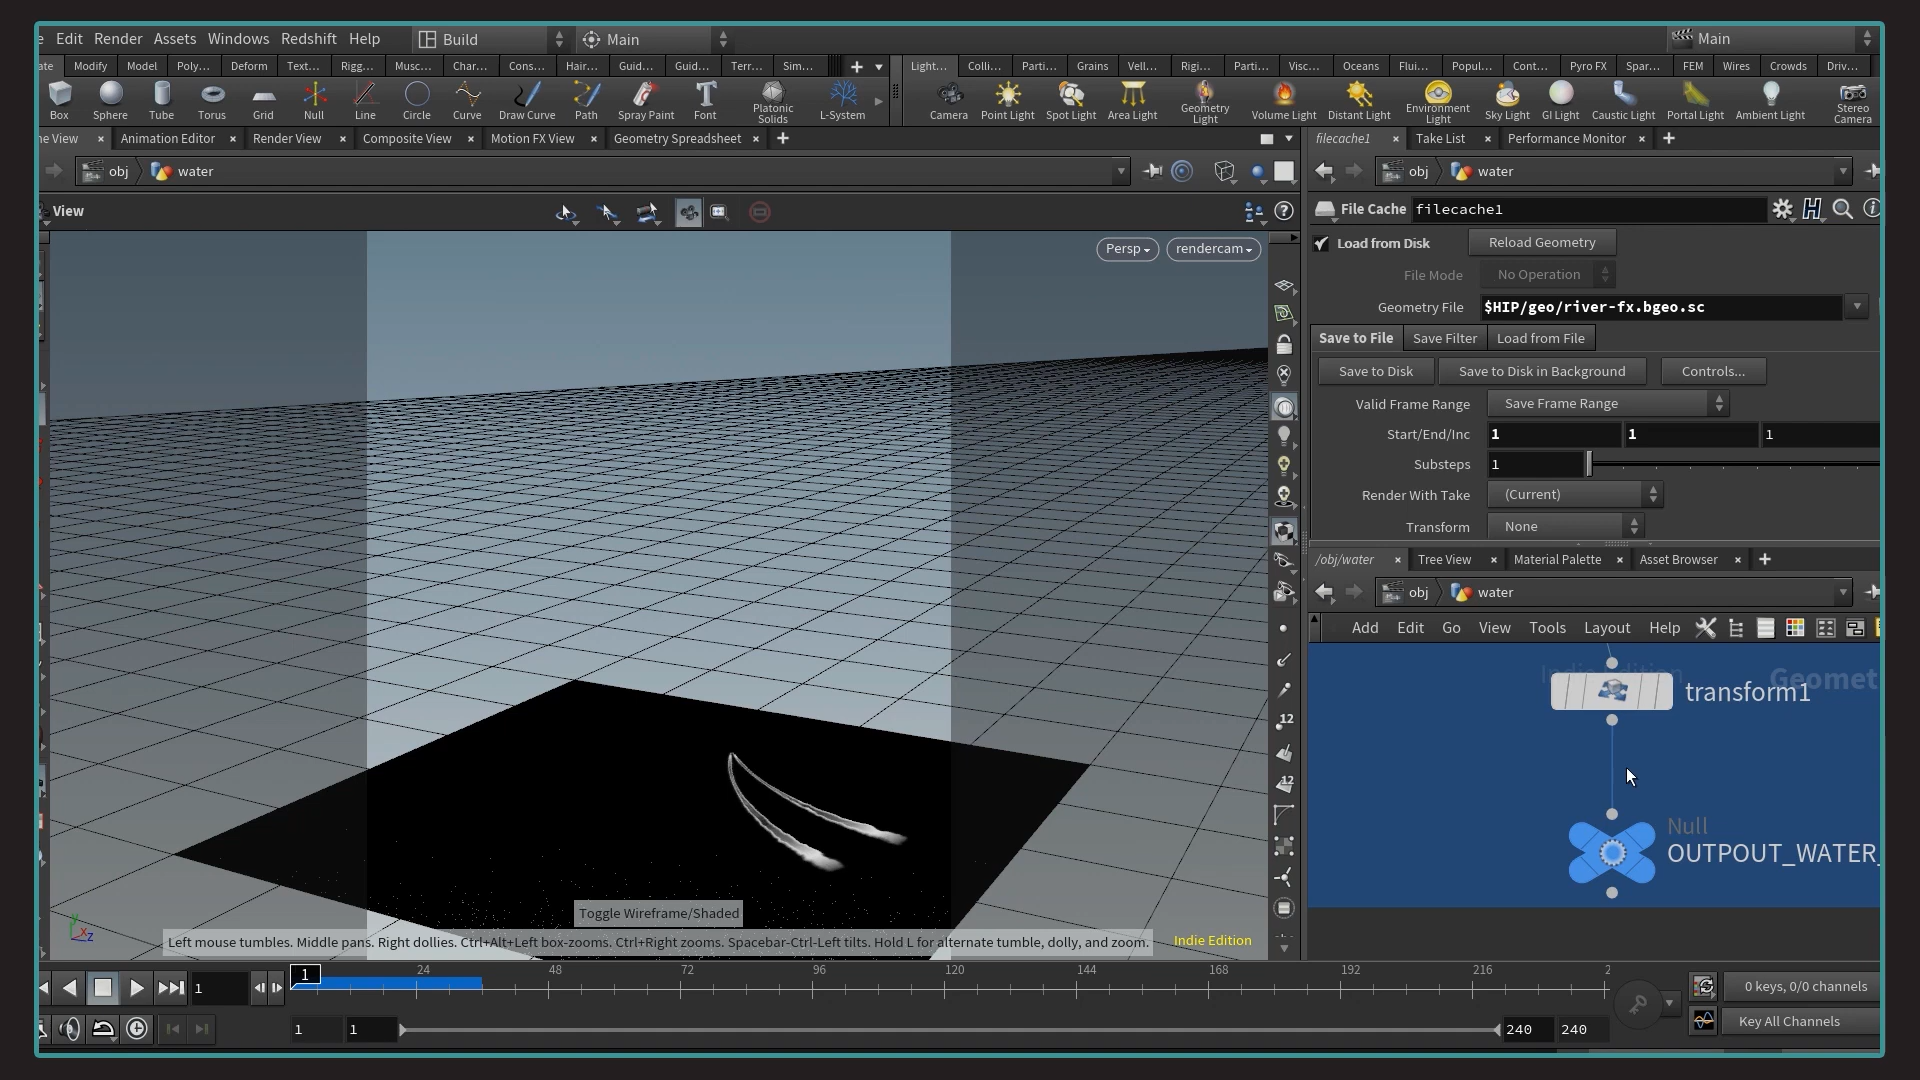 Edit Render Assets Windows Redshift Help Build Main Main
ate Modify Model Poly... Deform Text... Rigg... Musc... Char... Cons... Hair... Guid... Guid... Terr... Sim... Light... Colli... Parti... Grains Vell... Rigi... Parti... Visc... Oceans Flui... Popul... Cont... Pyro FX Spar... FEM Wires Crowds Driv...
Box Sphere Tube Torus Grid Null Line Circle Curve Draw Curve Path Spray Paint Font Platonic Solids L-System Camera Point Light Spot Light Area Light Geometry Light Volume Light Distant Light Environment Light Sky Light GI Light Caustic Light Portal Light Ambient Light Stereo Camera
ne View Animation Editor Render View Composite View Motion FX View Geometry Spreadsheet
filecache1 Take List Performance Monitor
obj water
obj water
View
File Cache filecache1
Persp rendercam
Load from Disk Reload Geometry
File Mode No Operation
Geometry File $HIP/geo/river-fx.bgeo.sc
Save to File Save Filter Load from File
Save to Disk Save to Disk in Background Controls...
Valid Frame Range Save Frame Range
Start/End/Inc 1 1 1
Substeps 1
Render With Take (Current)
Transform None
/obj/water Tree View Material Palette Asset Browser
obj water
Add Edit Go View Tools Layout Help
Indie Edition Geomet
transform1
12
12
Null
OUTPOUT_WATER_
Toggle Wireframe/Shaded
Left mouse tumbles. Middle pans. Right dollies. Ctrl+Alt+Left box-zooms. Ctrl+Right zooms. Spacebar-Ctrl-Left tilts. Hold L for alternate tumble, dolly, and zoom.
Indie Edition
y x z
1 1 24 48 72 96 120 144 168 192 216 2
0 keys, 0/0 channels
1 1 240 240
Key All Channels